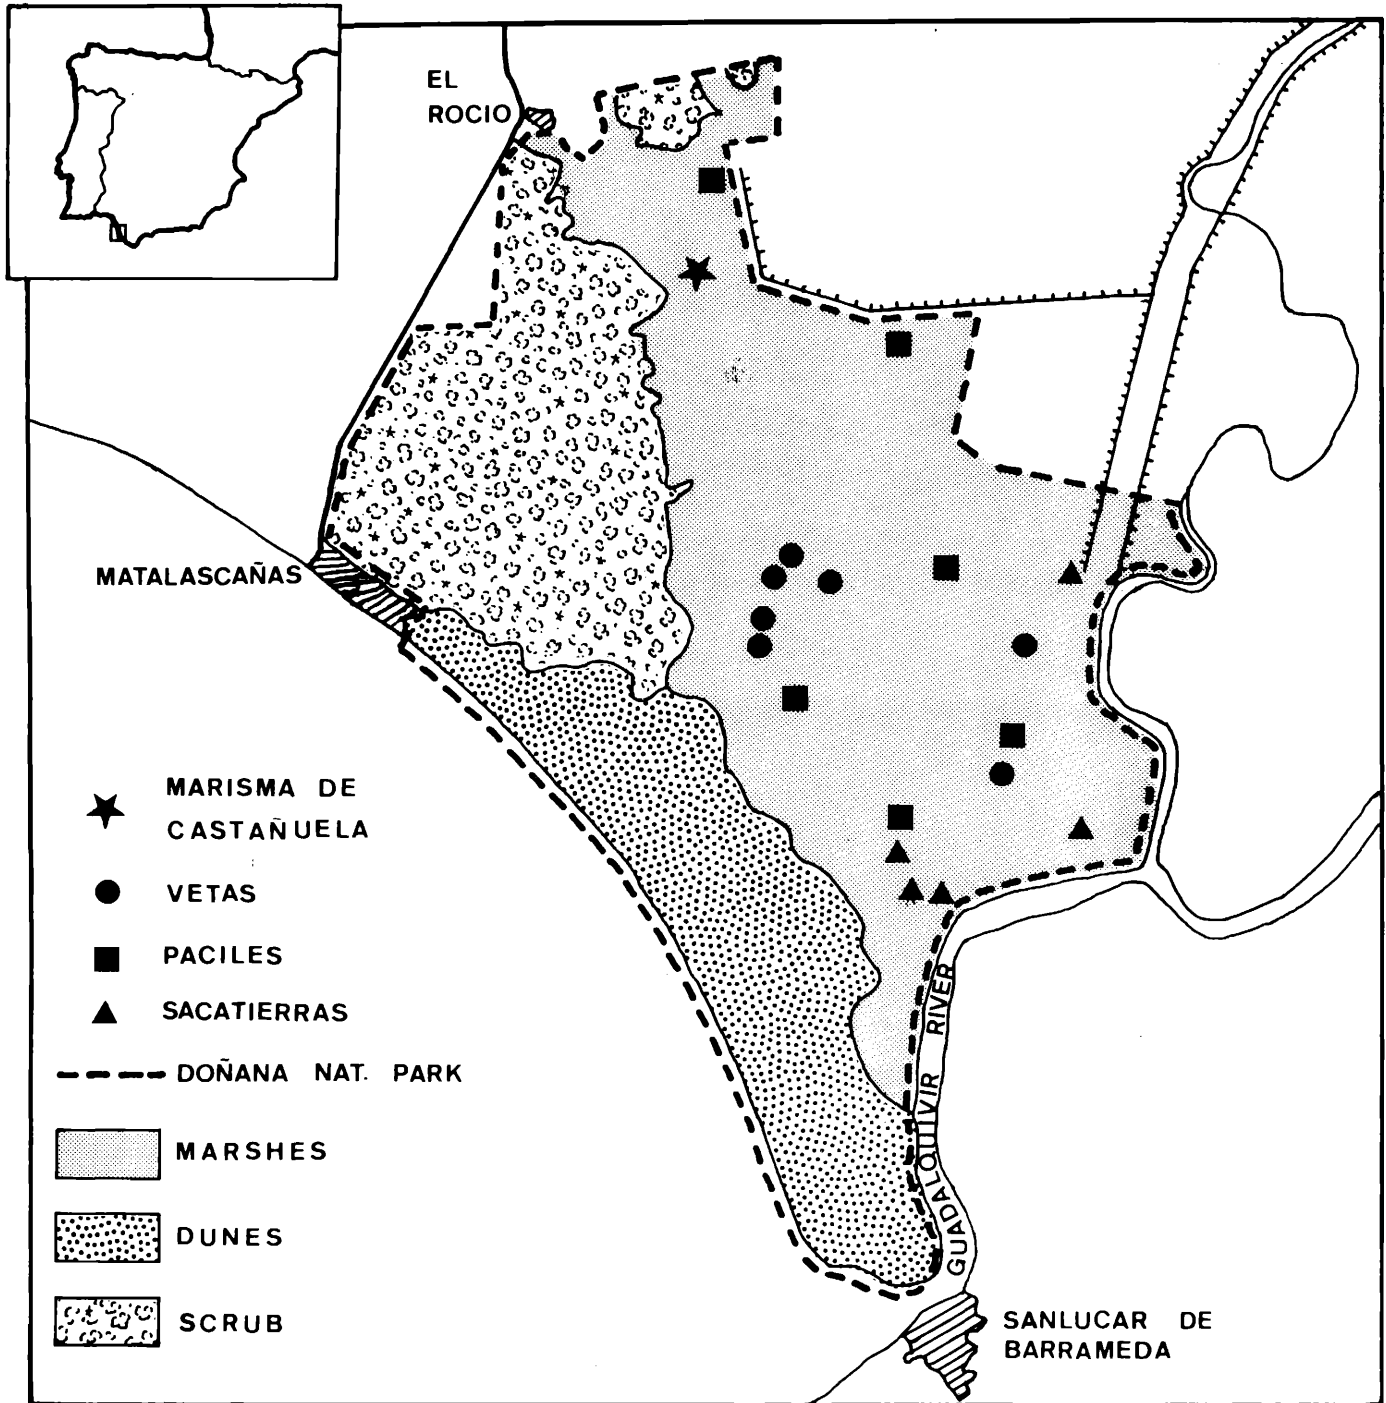 EL
ROCIO
MATALASCAÑAS
MARISMA DE
CASTAÑUELA
VETAS
PACILES
SACATIERRAS
DOÑANA NAT. PARK
MARSHES
DUNES
SCRUB
GUADALQUIVIR RIVER
SANLUCAR DE
BARRAMEDA